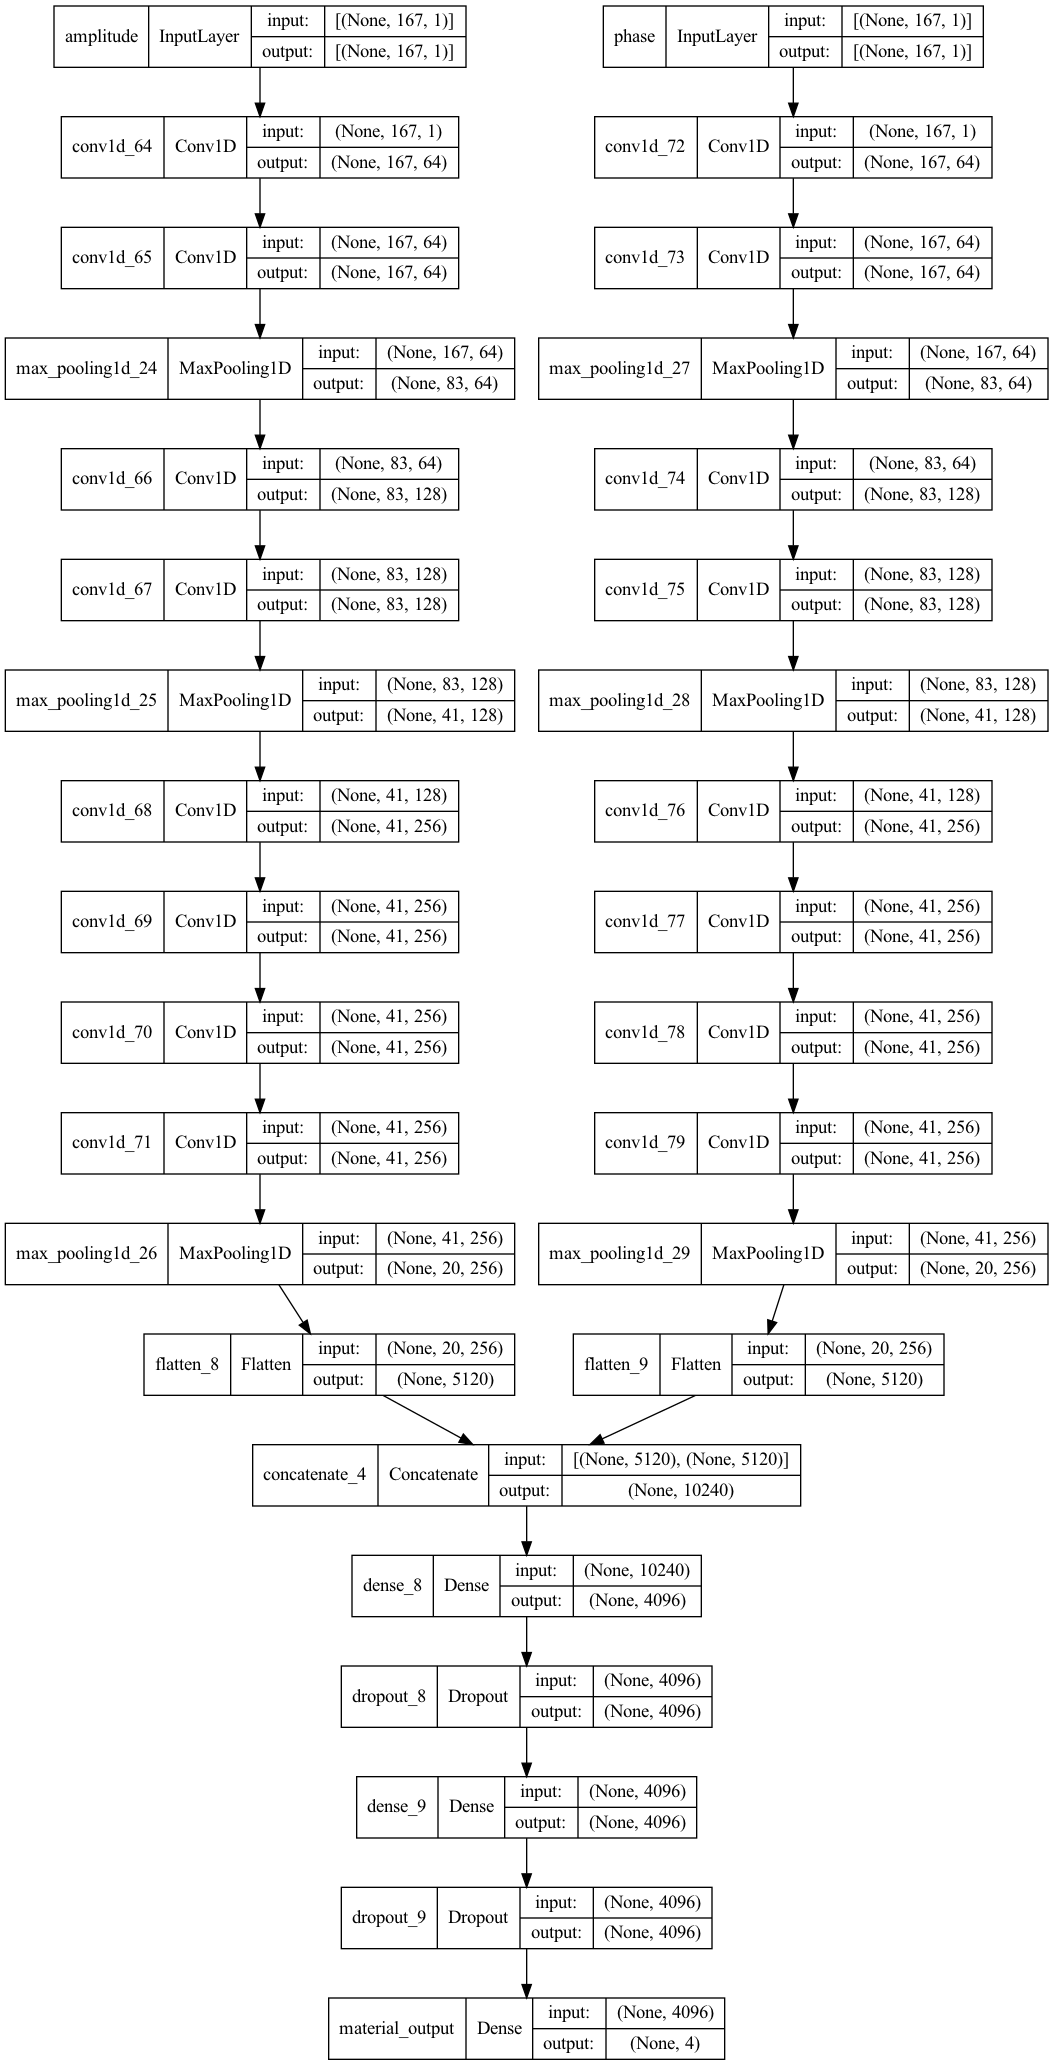 amplitude InputLayer input: [(None, 167, 1)]
output: [(None, 167, 1)]
phase InputLayer input: [(None, 167, 1)]
output: [(None, 167, 1)]
conv1d_64 Conv1D input: (None, 167, 1)
output: (None, 167, 64)
conv1d_72 Conv1D input: (None, 167, 1)
output: (None, 167, 64)
conv1d_65 Conv1D input: (None, 167, 64)
output: (None, 167, 64)
conv1d_73 Conv1D input: (None, 167, 64)
output: (None, 167, 64)
max_pooling1d_24 MaxPooling1D input: (None, 167, 64)
output: (None, 83, 64)
max_pooling1d_27 MaxPooling1D input: (None, 167, 64)
output: (None, 83, 64)
conv1d_66 Conv1D input: (None, 83, 64)
output: (None, 83, 128)
conv1d_74 Conv1D input: (None, 83, 64)
output: (None, 83, 128)
conv1d_67 Conv1D input: (None, 83, 128)
output: (None, 83, 128)
conv1d_75 Conv1D input: (None, 83, 128)
output: (None, 83, 128)
max_pooling1d_25 MaxPooling1D input: (None, 83, 128)
output: (None, 41, 128)
max_pooling1d_28 MaxPooling1D input: (None, 83, 128)
output: (None, 41, 128)
conv1d_68 Conv1D input: (None, 41, 128)
output: (None, 41, 256)
conv1d_76 Conv1D input: (None, 41, 128)
output: (None, 41, 256)
conv1d_69 Conv1D input: (None, 41, 256)
output: (None, 41, 256)
conv1d_77 Conv1D input: (None, 41, 256)
output: (None, 41, 256)
conv1d_70 Conv1D input: (None, 41, 256)
output: (None, 41, 256)
conv1d_78 Conv1D input: (None, 41, 256)
output: (None, 41, 256)
conv1d_71 Conv1D input: (None, 41, 256)
output: (None, 41, 256)
conv1d_79 Conv1D input: (None, 41, 256)
output: (None, 41, 256)
max_pooling1d_26 MaxPooling1D input: (None, 41, 256)
output: (None, 20, 256)
max_pooling1d_29 MaxPooling1D input: (None, 41, 256)
output: (None, 20, 256)
flatten_8 Flatten input: (None, 20, 256)
output: (None, 5120)
flatten_9 Flatten input: (None, 20, 256)
output: (None, 5120)
concatenate_4 Concatenate input: [(None, 5120), (None, 5120)]
output: (None, 10240)
dense_8 Dense input: (None, 10240)
output: (None, 4096)
dropout_8 Dropout input: (None, 4096)
output: (None, 4096)
dense_9 Dense input: (None, 4096)
output: (None, 4096)
dropout_9 Dropout input: (None, 4096)
output: (None, 4096)
material_output Dense input: (None, 4096)
output: (None, 4)